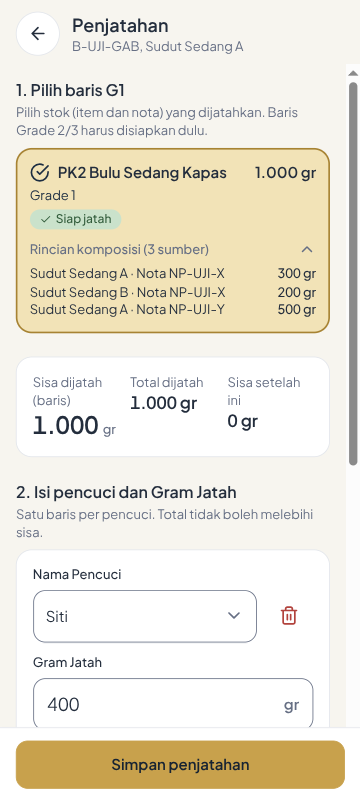 Penjatahan
B-UJI-GAB, Sudut Sedang A
1. Pilih baris G1
Pilih stok (item dan nota) yang dijatahkan. Baris
Grade 2/3 harus disiapkan dulu.
PK2 Bulu Sedang Kapas 1.000 gr
Grade 1
Siap jatah
Rincian komposisi (3 sumber)
Sudut Sedang A · Nota NP-UJI-X 300 gr
Sudut Sedang B · Nota NP-UJI-X 200 gr
Sudut Sedang A · Nota NP-UJI-Y 500 gr
Sisa dijatah
(baris)
1.000 gr
Total dijatah
1.000 gr
Sisa setelah
ini
0 gr
2. Isi pencuci dan Gram Jatah
Satu baris per pencuci. Total tidak boleh melebihi
sisa.
Nama Pencuci
Siti
Gram Jatah
400 gr
Simpan penjatahan